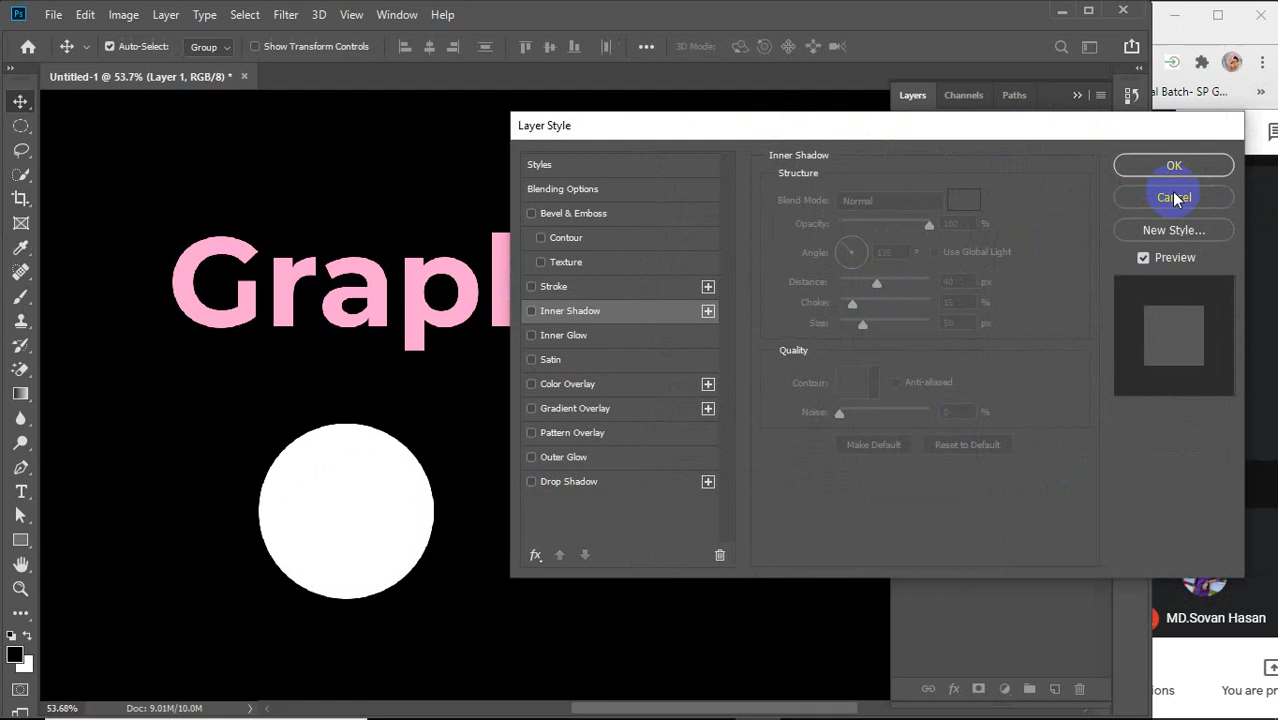 Ps File Edit Image Layer Type Select Filter 3D View Window Help
Auto-Select: Group Show Transform Controls 3D Mode:
Untitled-1 @ 53.7% (Layer 1, RGB/8) *
al Batch- SP G...
Layers Channels Paths
Layer Style
Styles
Blending Options
Bevel & Emboss
Contour
Texture
Stroke
Inner Shadow
Inner Glow
Satin
Color Overlay
Gradient Overlay
Pattern Overlay
Outer Glow
Drop Shadow
fx
Inner Shadow
Structure
Blend Mode: Normal
Opacity: 100 %
Angle: 135 ° Use Global Light
Distance: 40 px
Choke: 15 %
Size: 50 px
Quality
Contour: Anti-aliased
Noise: 0 %
Make Default Reset to Default
OK
Cancel
New Style...
Preview
Grap
MD.Sovan Hasan
ions You are pr
fx
53.68% Doc: 9.01M/10.0M